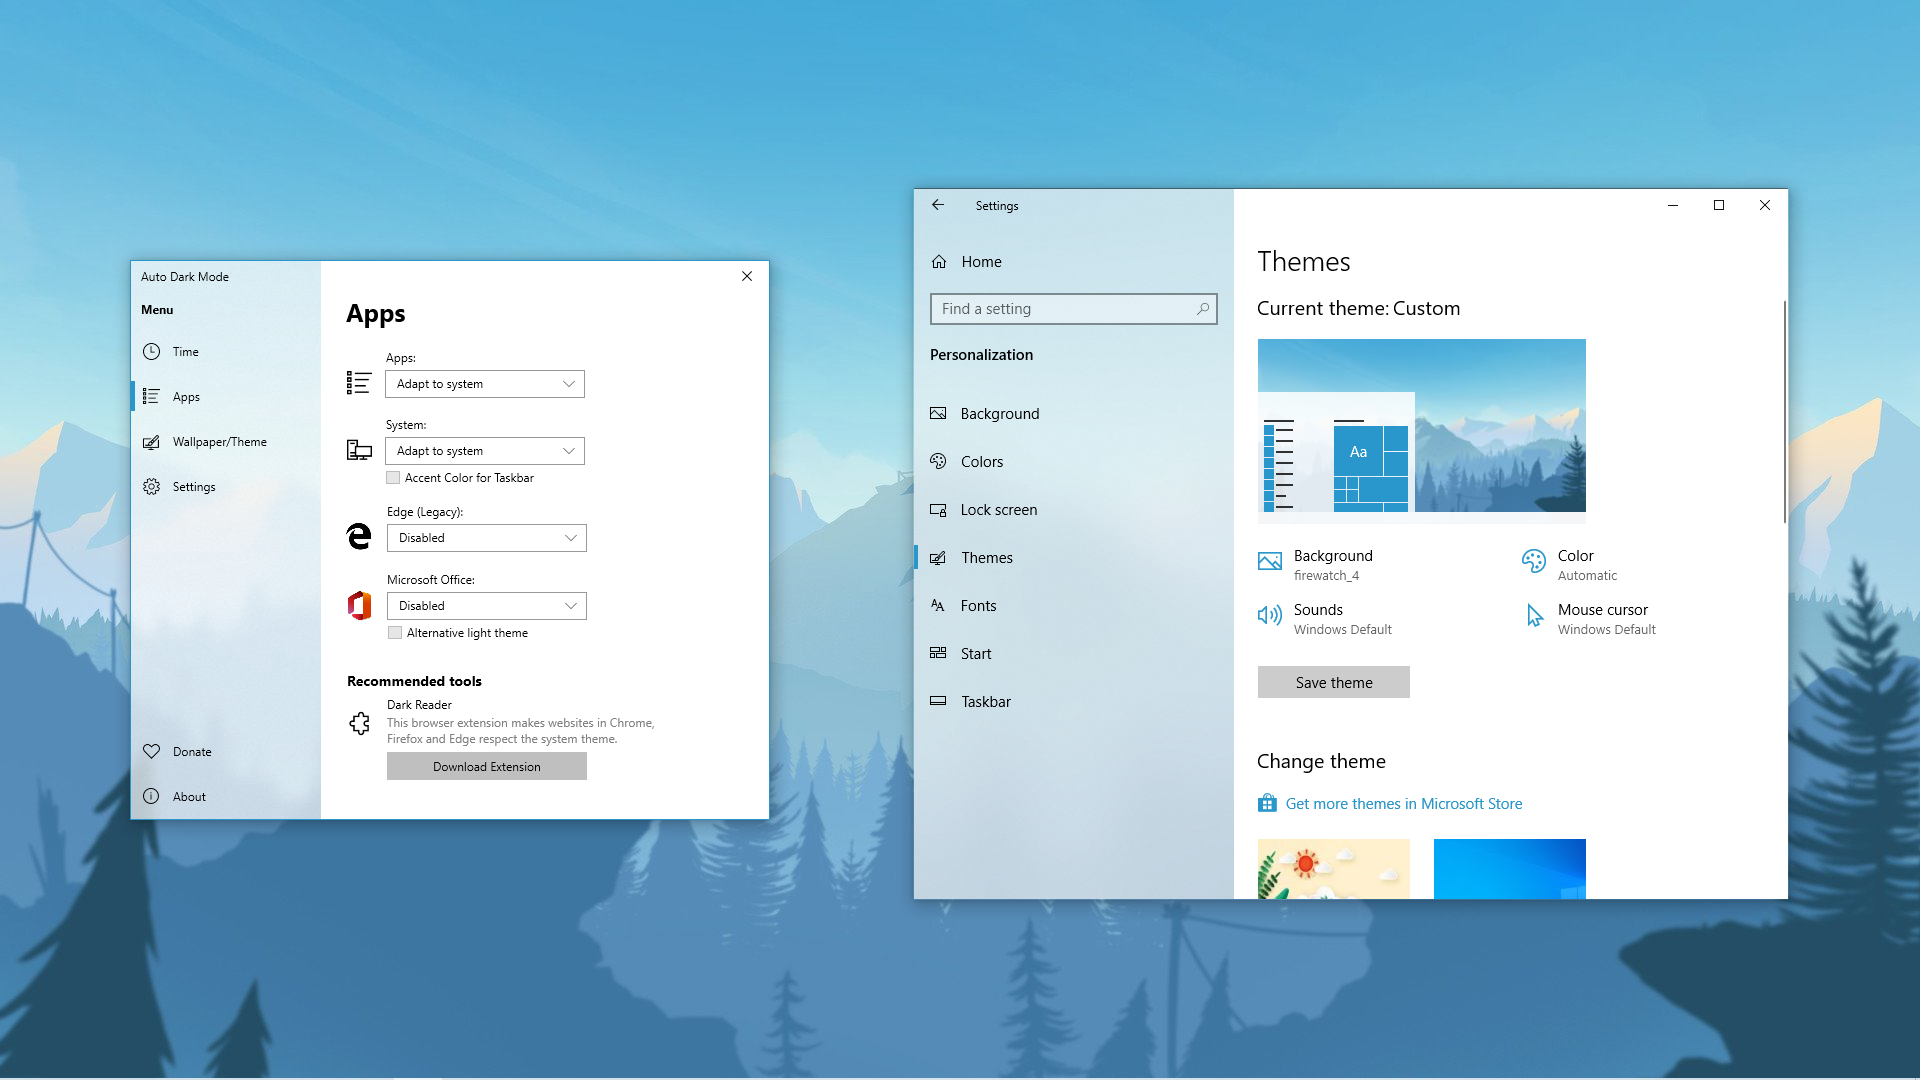 Auto Dark Mode
Menu
Time
Apps
Wallpaper/Theme
Settings
Donate
About
Apps
Apps:
Adapt to system
System:
Adapt to system
Accent Color for Taskbar
Edge (Legacy):
Disabled
Microsoft Office:
Disabled
Alternative light theme
Recommended tools
Dark Reader
This browser extension makes websites in Chrome,
Firefox and Edge respect the system theme.
Download Extension
Settings
Home
Find a setting
Personalization
Background
Colors
Lock screen
Themes
Fonts
Start
Taskbar
Themes
Current theme: Custom
Aa
Background
firewatch_4
Color
Automatic
Sounds
Windows Default
Mouse cursor
Windows Default
Save theme
Change theme
Get more themes in Microsoft Store